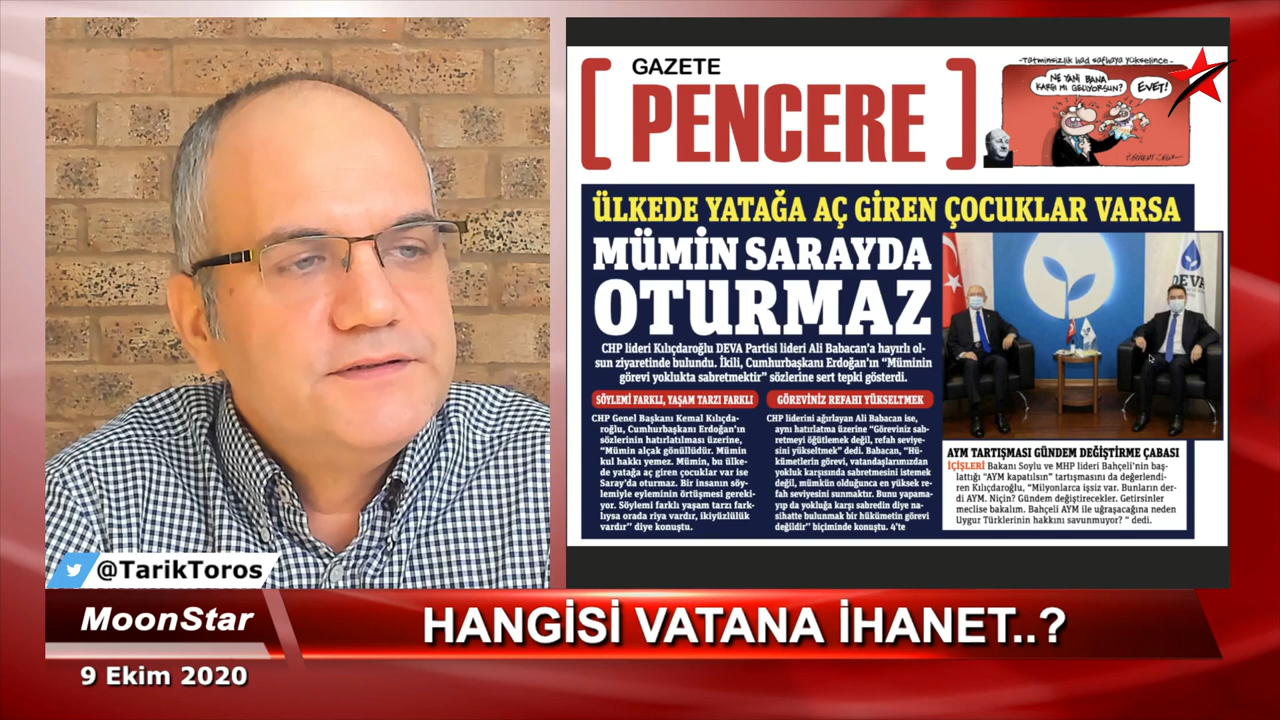 GAZETE
[PENCERE]
-Tatminsizlik had safhaya yükselince-
NE YANİ BANA
KARŞI MI GELİYORSUN?
EVET!
ÜLKEDE YATAĞA AÇ GİREN ÇOCUKLAR VARSA
MÜMİN SARAYDA
OTURMAZ
CHP lideri Kılıçdaroğlu DEVA Partisi lideri Ali Babacan'a hayırlı ol-
sun ziyaretinde bulundu. İkili, Cumhurbaşkanı Erdoğan'ın "Müminin
görevi yoklukta sabretmektir" sözlerine sert tepki gösterdi.
SÖYLEMİ FARKLI, YAŞAM TARZI FARKLI
CHP Genel Başkanı Kemal Kılıçda-
roğlu, Cumhurbaşkanı Erdoğan'ın
sözlerinin hatırlatılması üzerine,
"Mümin alçak gönüllüdür. Mümin
kul hakkı yemez. Mümin, bu ülke-
de yatağa aç giren çocuklar var ise
Saray'da oturmaz. Bir insanın söy-
lemiyle eyleminin örtüşmesi gereki-
yor. Söylemi farklı yaşam tarzı fark-
lıysa orada riya vardır, ikiyüzlülük
vardır" diye konuştu.
GÖREVİNİZ REFAHI YÜKSELTMEK
CHP liderini ağırlayan Ali Babacan ise,
aynı hatırlatma üzerine "Göreviniz sab-
retmeyi öğütlemek değil, refah seviye-
sini yükseltmek" dedi. Babacan, "Hü-
kümetlerin görevi, vatandaşlarımızdan
yokluk karşısında sabretmesini istemek
değil, mümkün olduğunca en yüksek re-
fah seviyesini sunmaktır. Bunu yapama-
yıp da yokluğa karşı sabredin diye na-
sihatte bulunmak bir hükümetin görevi
değildir" biçiminde konuştu. 4'te
DEVA
AYM TARTIŞMASI GÜNDEM DEĞİŞTİRME ÇABASI
İÇİŞLERİ Bakanı Soylu ve MHP lideri Bahçeli'nin baş-
lattığı "AYM kapatılsın" tartışmasını da değerlendi-
ren Kılıçdaroğlu, "Milyonlarca işsiz var. Bunların der-
di AYM. Niçin? Gündem değiştirecekler. Getirsinler
meclise bakalım. Bahçeli AYM ile uğraşacağına neden
Uygur Türklerinin hakkını savunmuyor? " dedi.
@TarikToros
MoonStar
HANGİSİ VATANA İHANET..?
9 Ekim 2020